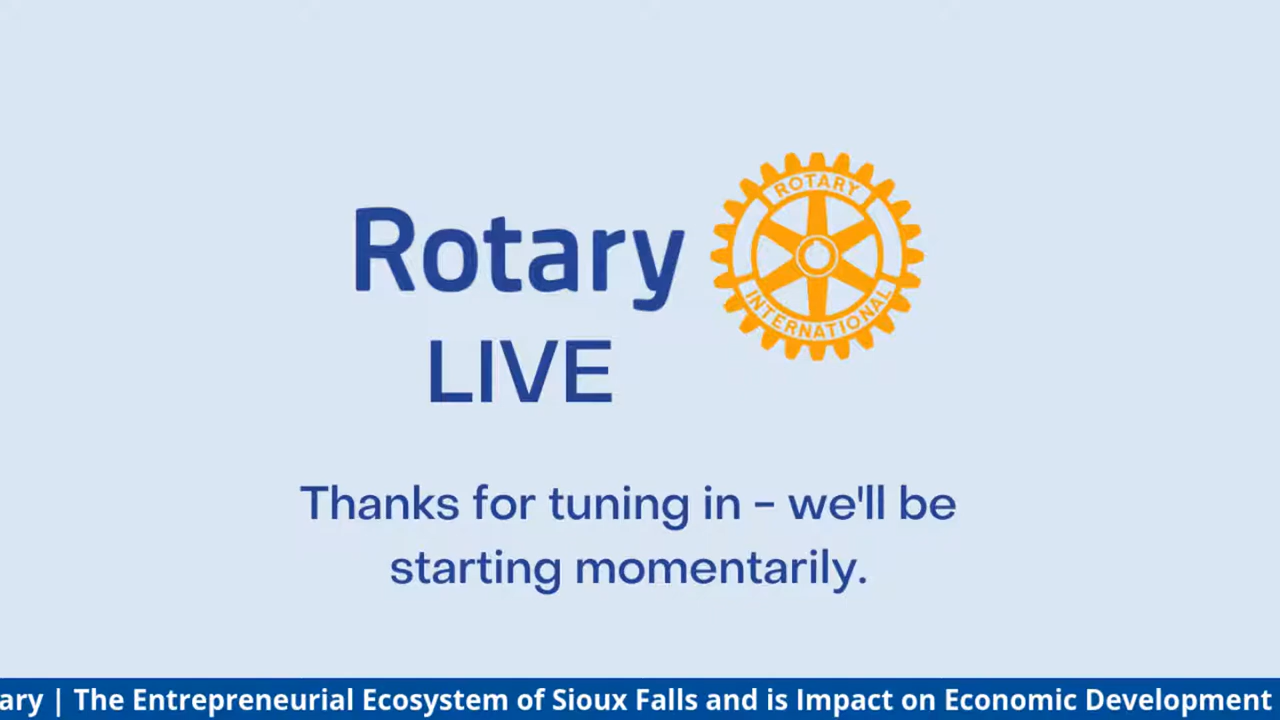 Rotary
ROTARY
INTERNATIONAL
LIVE
Thanks for tuning in - we'll be
starting momentarily.
ary | The Entrepreneurial Ecosystem of Sioux Falls and is Impact on Economic Development